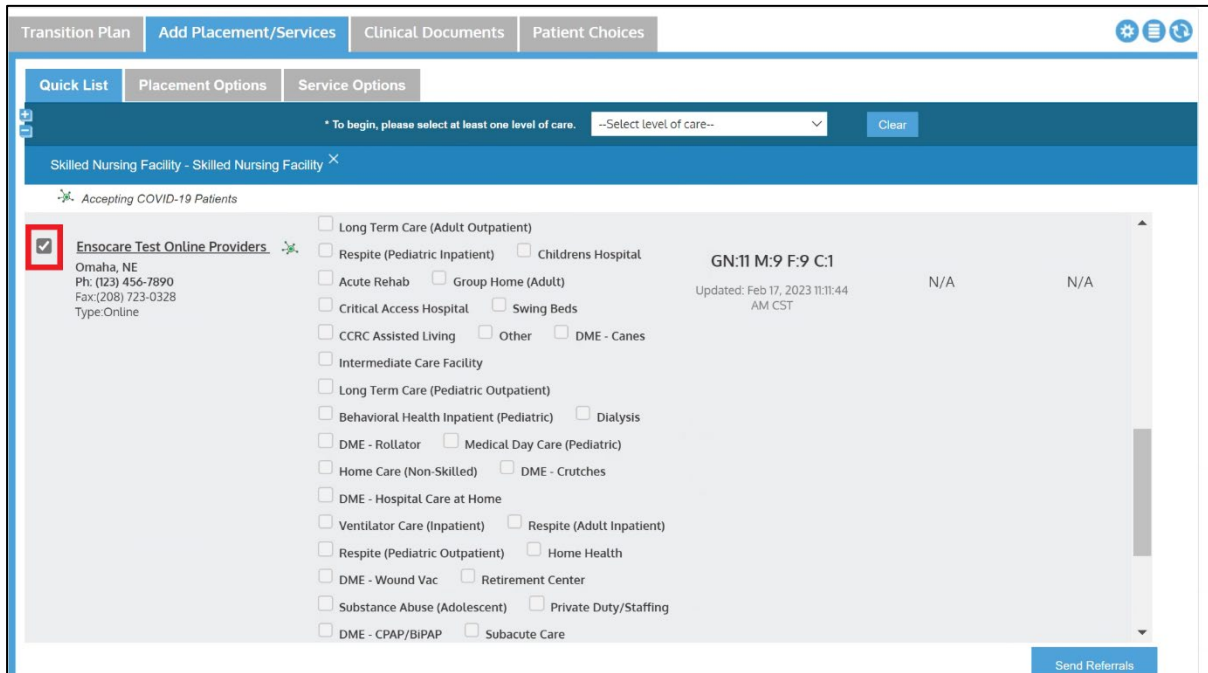 Transition Plan Add Placement/Services Clinical Documents Patient Choices
Quick List Placement Options Service Options
* To begin, please select at least one level of care. --Select level of care-- Clear
Skilled Nursing Facility - Skilled Nursing Facility ×
Accepting COVID-19 Patients
Ensocare Test Online Providers
Omaha, NE
Ph: (123) 456-7890
Fax:(208) 723-0328
Type:Online
Long Term Care (Adult Outpatient)
Respite (Pediatric Inpatient) Childrens Hospital
Acute Rehab Group Home (Adult)
Critical Access Hospital Swing Beds
CCRC Assisted Living Other DME - Canes
Intermediate Care Facility
Long Term Care (Pediatric Outpatient)
Behavioral Health Inpatient (Pediatric) Dialysis
DME - Rollator Medical Day Care (Pediatric)
Home Care (Non-Skilled) DME - Crutches
DME - Hospital Care at Home
Ventilator Care (Inpatient) Respite (Adult Inpatient)
Respite (Pediatric Outpatient) Home Health
DME - Wound Vac Retirement Center
Substance Abuse (Adolescent) Private Duty/Staffing
DME - CPAP/BiPAP Subacute Care
GN:11 M:9 F:9 C:1
Updated: Feb 17, 2023 11:11:44
AM CST
N/A
N/A
Send Referrals